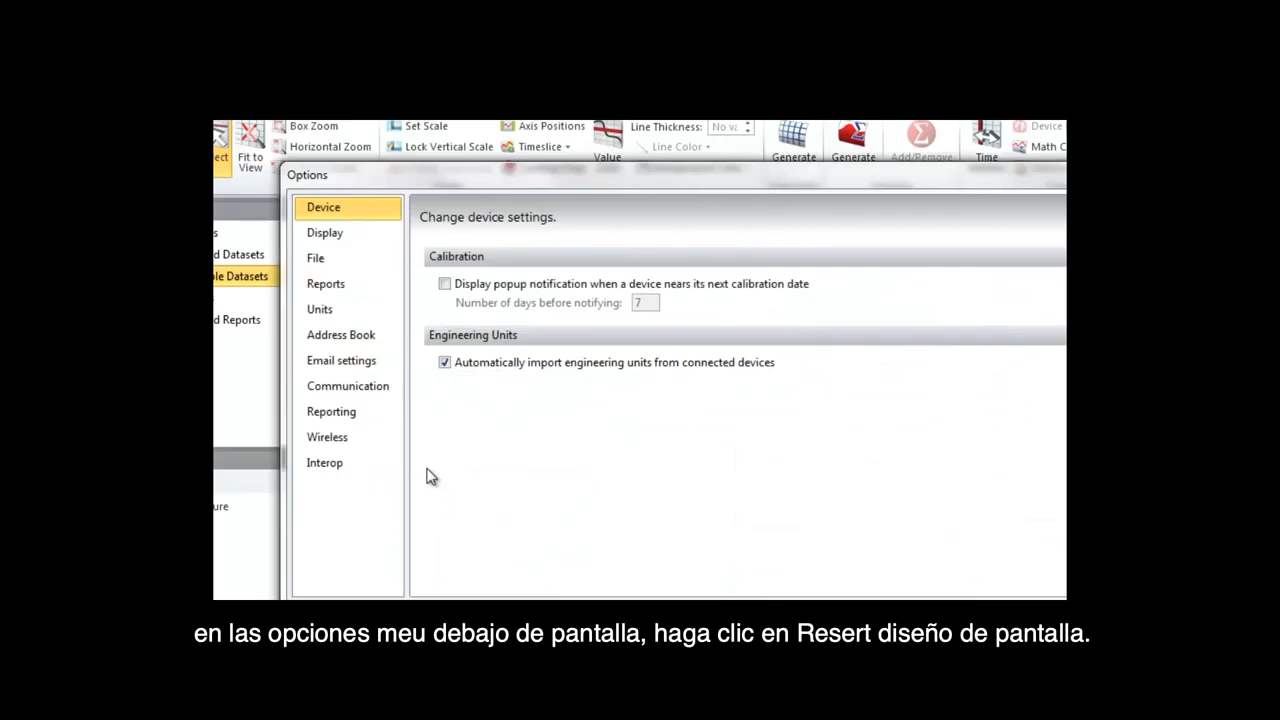 Box Zoom
Set Scale
Axis Positions
Line Thickness:
Device
Fit to View
Horizontal Zoom
Lock Vertical Scale
Timeslice
Value
Line Color
Generate
Generate
Add/Remove
Time
Math C
Options
Device
Display
File
Reports
Units
Address Book
Email settings
Communication
Reporting
Wireless
Interop
Change device settings.
Calibration
Display popup notification when a device nears its next calibration date
Number of days before notifying: 7
Engineering Units
Automatically import engineering units from connected devices
d Datasets
le Datasets
d Reports
ure
en las opciones meu debajo de pantalla, haga clic en Resert diseño de pantalla.